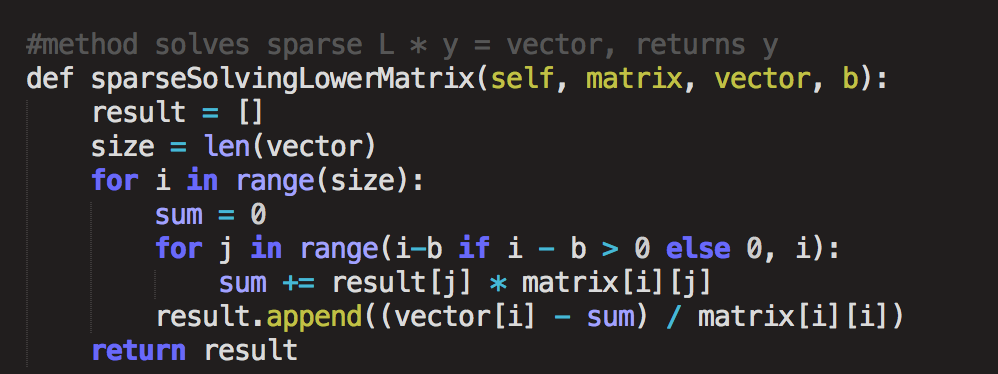 #method solves sparse L * y = vector, returns y
def sparseSolvingLowerMatrix(self, matrix, vector, b):
    result = []
    size = len(vector)
    for i in range(size):
        sum = 0
        for j in range(i-b if i - b > 0 else 0, i):
            sum += result[j] * matrix[i][j]
        result.append((vector[i] - sum) / matrix[i][i])
    return result